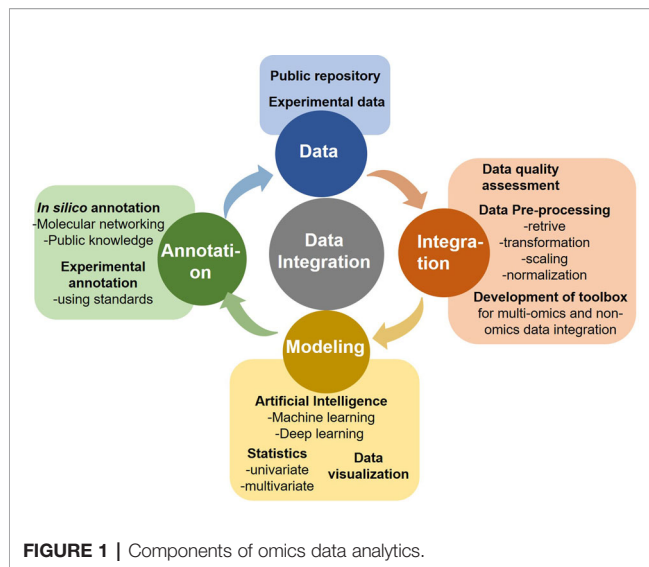 Public repository
Experimental data
Data
In silico annotation
-Molecular networking
-Public knowledge
Experimental
annotation
-using standards
Annotati-
on
Data
Integration
Integra-
tion
Data quality
assessment
Data Pre-processing
-retrive
-transformation
-scaling
-normalization
Development of toolbox
for multi-omics and non-
omics data integration
Modeling
Artificial Intelligence
-Machine learning
-Deep learning
Statistics
-univariate
-multivariate
Data
visualization
FIGURE 1 | Components of omics data analytics.